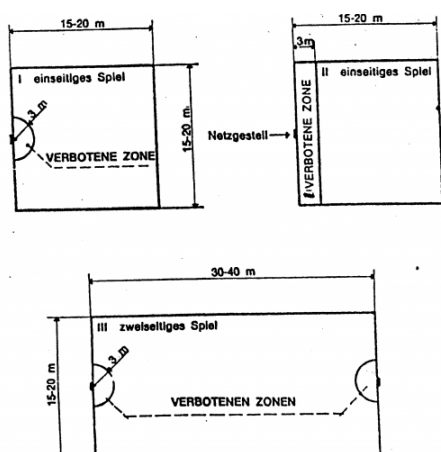 15-20 m
I einseitiges Spiel
3 m
VERBOTENE ZONE
15-20 m
15-20 m
3m
II einseitiges Spiel
VERBOTENE ZONE
Netzgestell
30-40 m
III zweiseitiges Spiel
3 m
15-20 m
VERBOTENEN ZONEN